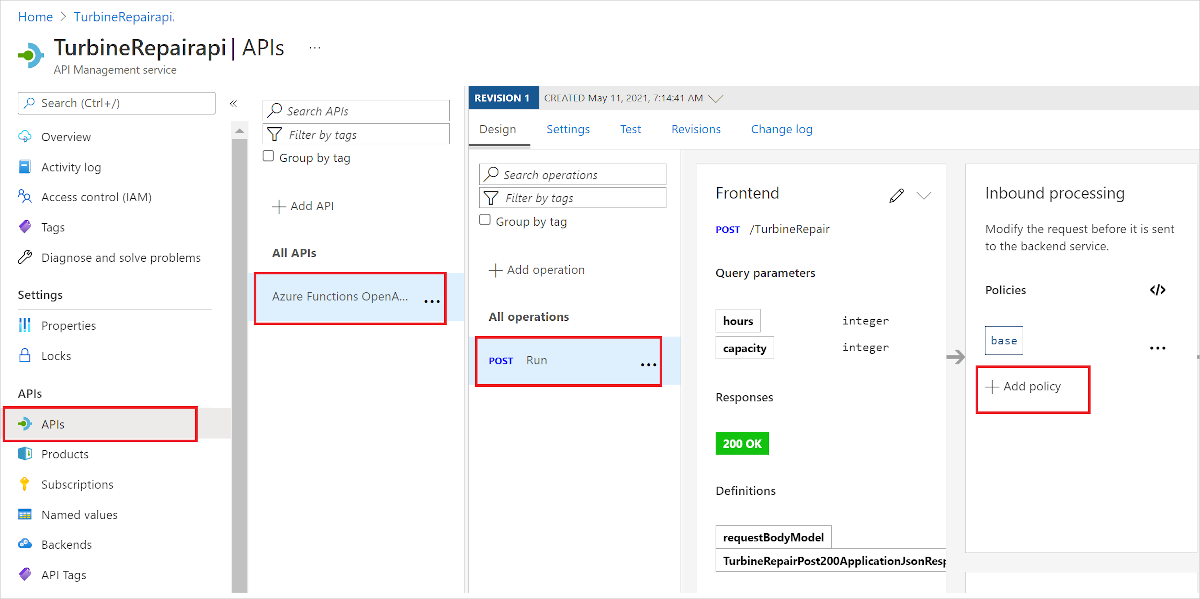 Home > TurbineRepairapi.
TurbineRepairapi | APIs ...
API Management service
Search (Ctrl+/)
«
Overview
Activity log
Access control (IAM)
Tags
Diagnose and solve problems
Settings
Properties
Locks
APIs
APIs
Products
Subscriptions
Named values
Backends
API Tags
Search APIs
Filter by tags
Group by tag
Add API
All APIs
Azure Functions OpenA... ...
REVISION 1 CREATED May 11, 2021, 7:14:41 AM
Design Settings Test Revisions Change log
Search operations
Filter by tags
Group by tag
Add operation
All operations
POST Run ...
Frontend
POST /TurbineRepair
Query parameters
hours integer
capacity integer
Responses
200 OK
Definitions
requestBodyModel
TurbineRepairPost200ApplicationJsonResp
Inbound processing
Modify the request before it is sent
to the backend service.
Policies </>
base ...
Add policy